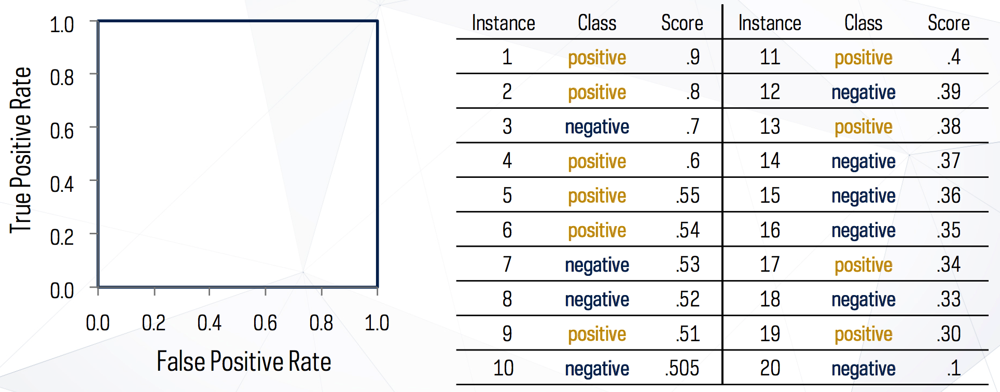 1.0
0.8
0.6
0.4
0.2
0.0
True Positive Rate
0.0 0.2 0.4 0.6 0.8 1.0
False Positive Rate
Instance Class Score Instance Class Score
1 positive .9 11 positive .4
2 positive .8 12 negative .39
3 negative .7 13 positive .38
4 positive .6 14 negative .37
5 positive .55 15 negative .36
6 positive .54 16 negative .35
7 negative .53 17 positive .34
8 negative .52 18 negative .33
9 positive .51 19 positive .30
10 negative .505 20 negative .1